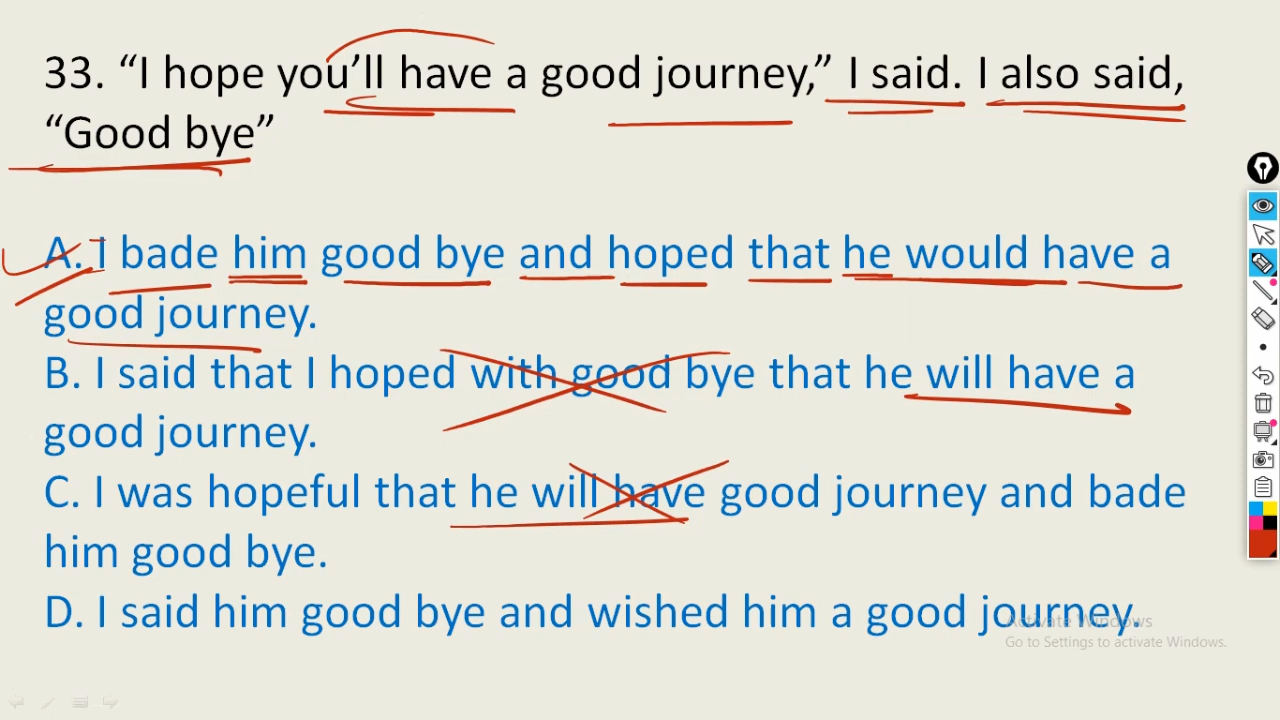 33. “I hope you’ll have a good journey,” I said. I also said,
“Good bye”
A. I bade him good bye and hoped that he would have a
good journey.
B. I said that I hoped with good bye that he will have a
good journey.
C. I was hopeful that he will have good journey and bade
him good bye.
D. I said him good bye and wished him a good journey.
Activate Windows
Go to Settings to activate Windows.